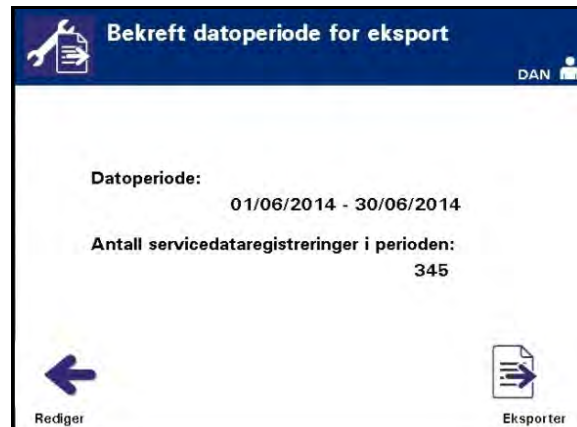 Bekreft datoperiode for eksport
DAN
Datoperiode:
01/06/2014 - 30/06/2014
Antall servicedataregistreringer i perioden:
345
Rediger
Eksporter